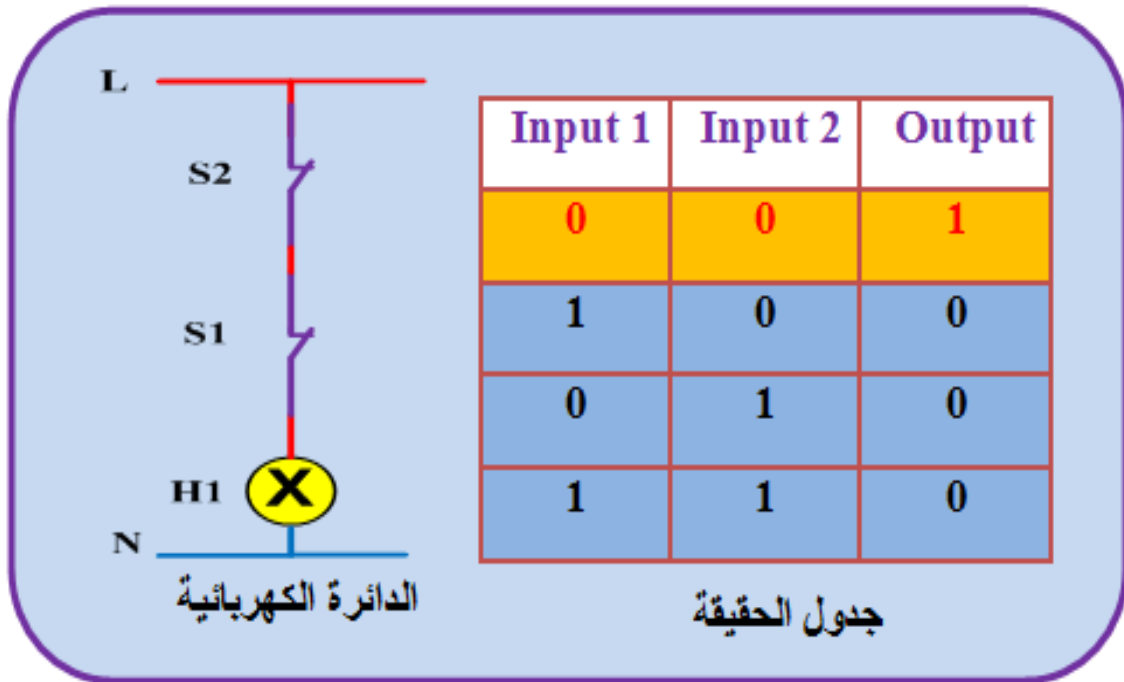 L
S2
S1
H1
N
الدائرة الكهربائية
Input 1 Input 2 Output
0 0 1
1 0 0
0 1 0
1 1 0
جدول الحقيقة